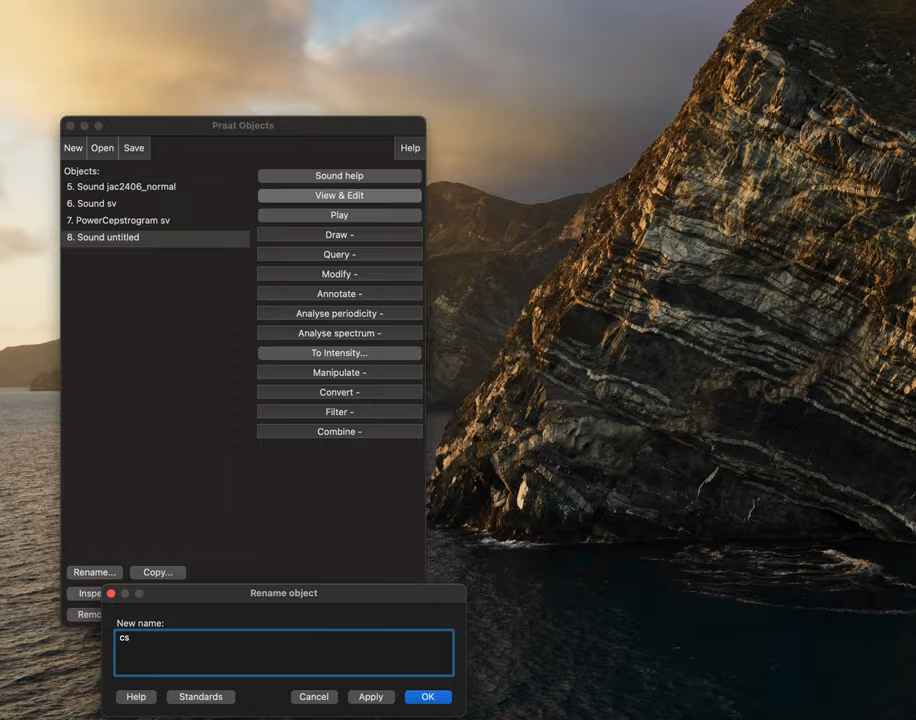 Praat Objects
New Open Save Help
Objects:
5. Sound jac2406_normal
6. Sound sv
7. PowerCepstrogram sv
8. Sound untitled
Sound help
View & Edit
Play
Draw -
Query -
Modify -
Annotate -
Analyse periodicity -
Analyse spectrum -
To Intensity...
Manipulate -
Convert -
Filter -
Combine -
Rename... Copy...
Inspe
Remo
Rename object
New name:
cs
Help Standards Cancel Apply OK